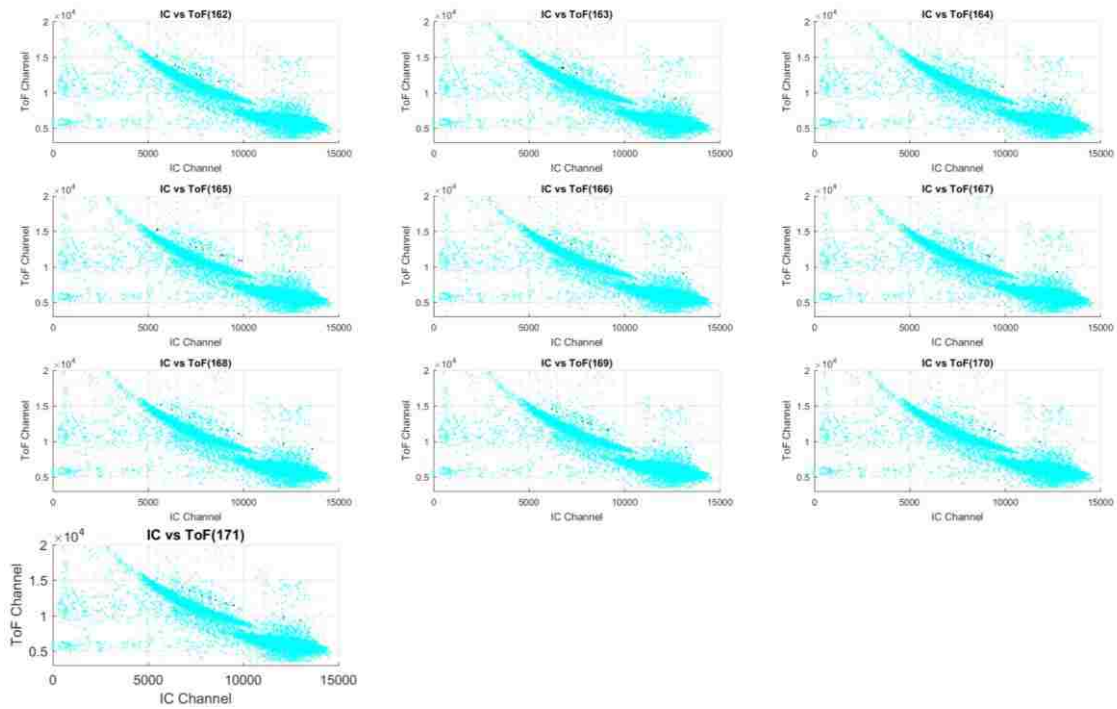 IC vs ToF(162)
×10⁴
2
1.5
1
0.5
ToF Channel
0 5000 10000 15000
IC Channel
IC vs ToF(163)
×10⁴
2
1.5
1
0.5
ToF Channel
0 5000 10000 15000
IC Channel
IC vs ToF(164)
×10⁴
2
1.5
1
0.5
ToF Channel
0 5000 10000 15000
IC Channel
IC vs ToF(165)
×10⁴
2
1.5
1
0.5
ToF Channel
0 5000 10000 15000
IC Channel
IC vs ToF(166)
×10⁴
2
1.5
1
0.5
ToF Channel
0 5000 10000 15000
IC Channel
IC vs ToF(167)
×10⁴
2
1.5
1
0.5
ToF Channel
0 5000 10000 15000
IC Channel
IC vs ToF(168)
×10⁴
2
1.5
1
0.5
ToF Channel
0 5000 10000 15000
IC Channel
IC vs ToF(169)
×10⁴
2
1.5
1
0.5
ToF Channel
0 5000 10000 15000
IC Channel
IC vs ToF(170)
×10⁴
2
1.5
1
0.5
ToF Channel
0 5000 10000 15000
IC Channel
IC vs ToF(171)
×10⁴
2
1.5
1
0.5
ToF Channel
0 5000 10000 15000
IC Channel